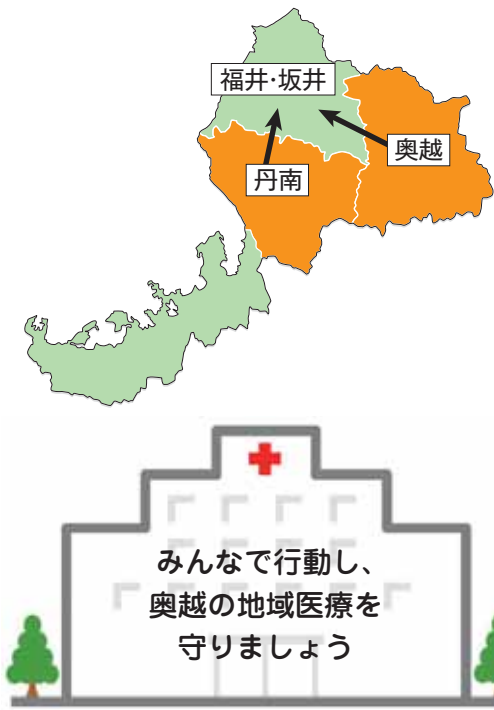 福井・坂井
奥越
丹南
みんなで行動し、
奥越の地域医療を
守りましょう